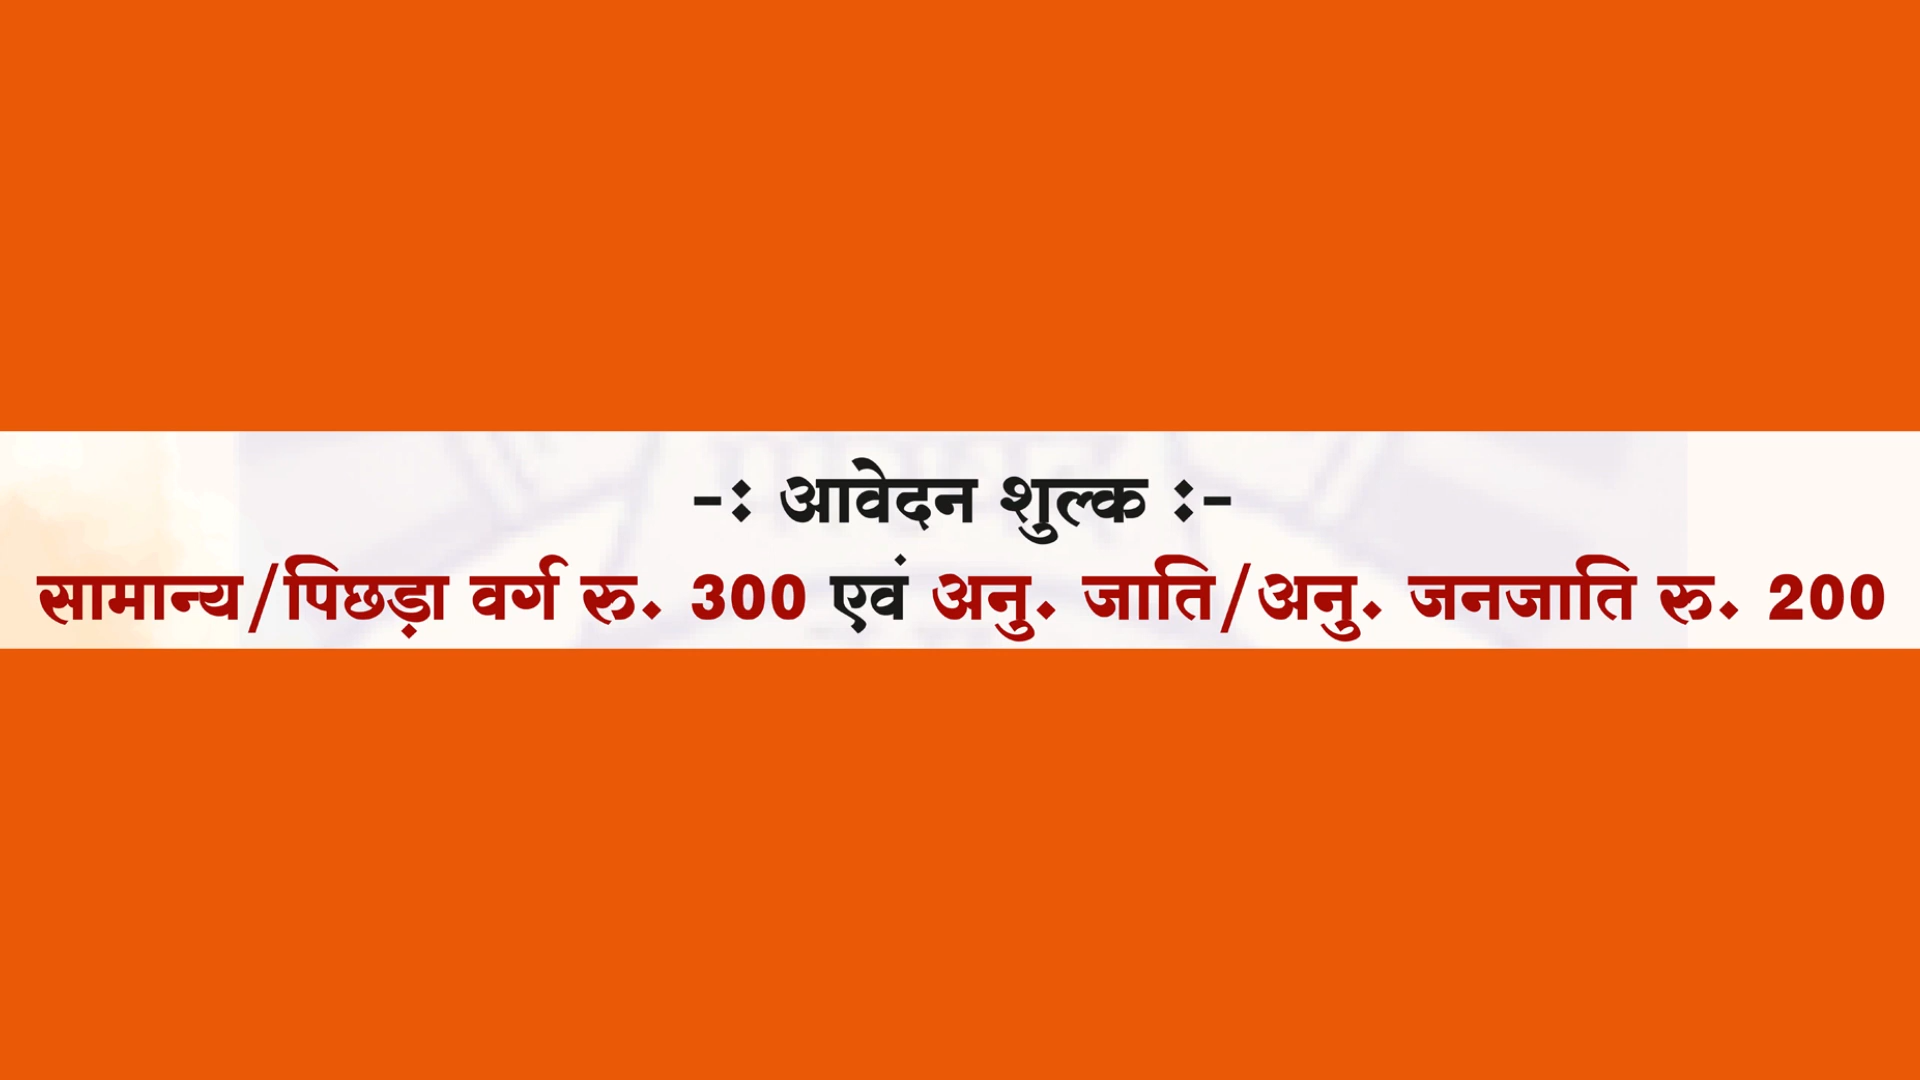 -: आवेदन शुल्क :-
सामान्य/पिछड़ा वर्ग रु. 300 एवं अनु. जाति/अनु. जनजाति रु. 200